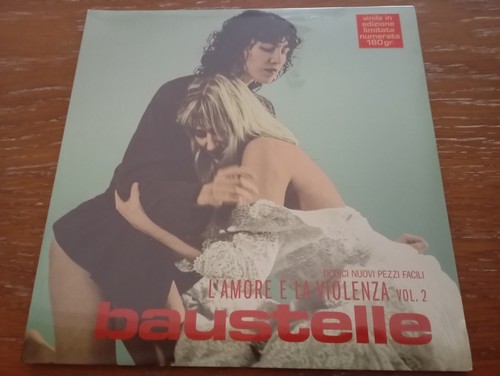 vinile in
edizione
limitata
numerata
180gr.
DODICI NUOVI PEZZI FACILI
L'AMORE E LA VIOLENZA VOL. 2
baustelle